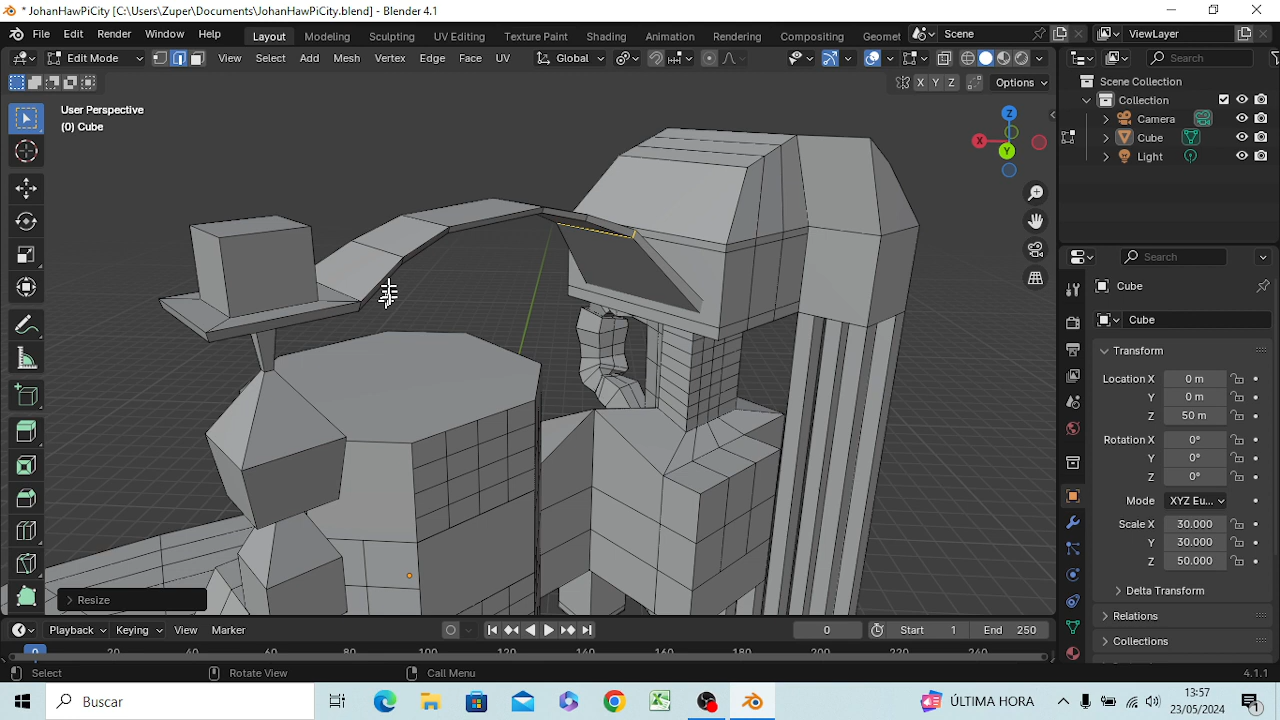 * JohanHawPiCity [C:\Users\Zuper\Documents\JohanHawPiCity.blend] - Blender 4.1
File Edit Render Window Help Layout Modeling Sculpting UV Editing Texture Paint Shading Animation Rendering Compositing Geomet Scene ViewLayer
Edit Mode View Select Add Mesh Vertex Edge Face UV Global Search
X Y Z Options
User Perspective
(0) Cube
Z
X
Y
Scene Collection
Collection
Camera
Cube
Light
Search
Cube
Cube
Transform
Location X 0 m
Y 0 m
Z 50 m
Rotation X 0°
Y 0°
Z 0°
Mode XYZ Eu...
Scale X 30.000
Y 30.000
Z 50.000
Delta Transform
Relations
Collections
Resize
Playback Keying View Marker 0 Start 1 End 250
0 20 40 60 80 100 120 140 160 180 200 220 240
Select Rotate View Call Menu 4.1.1
Buscar
ÚLTIMA HORA
13:57
23/05/2024
1